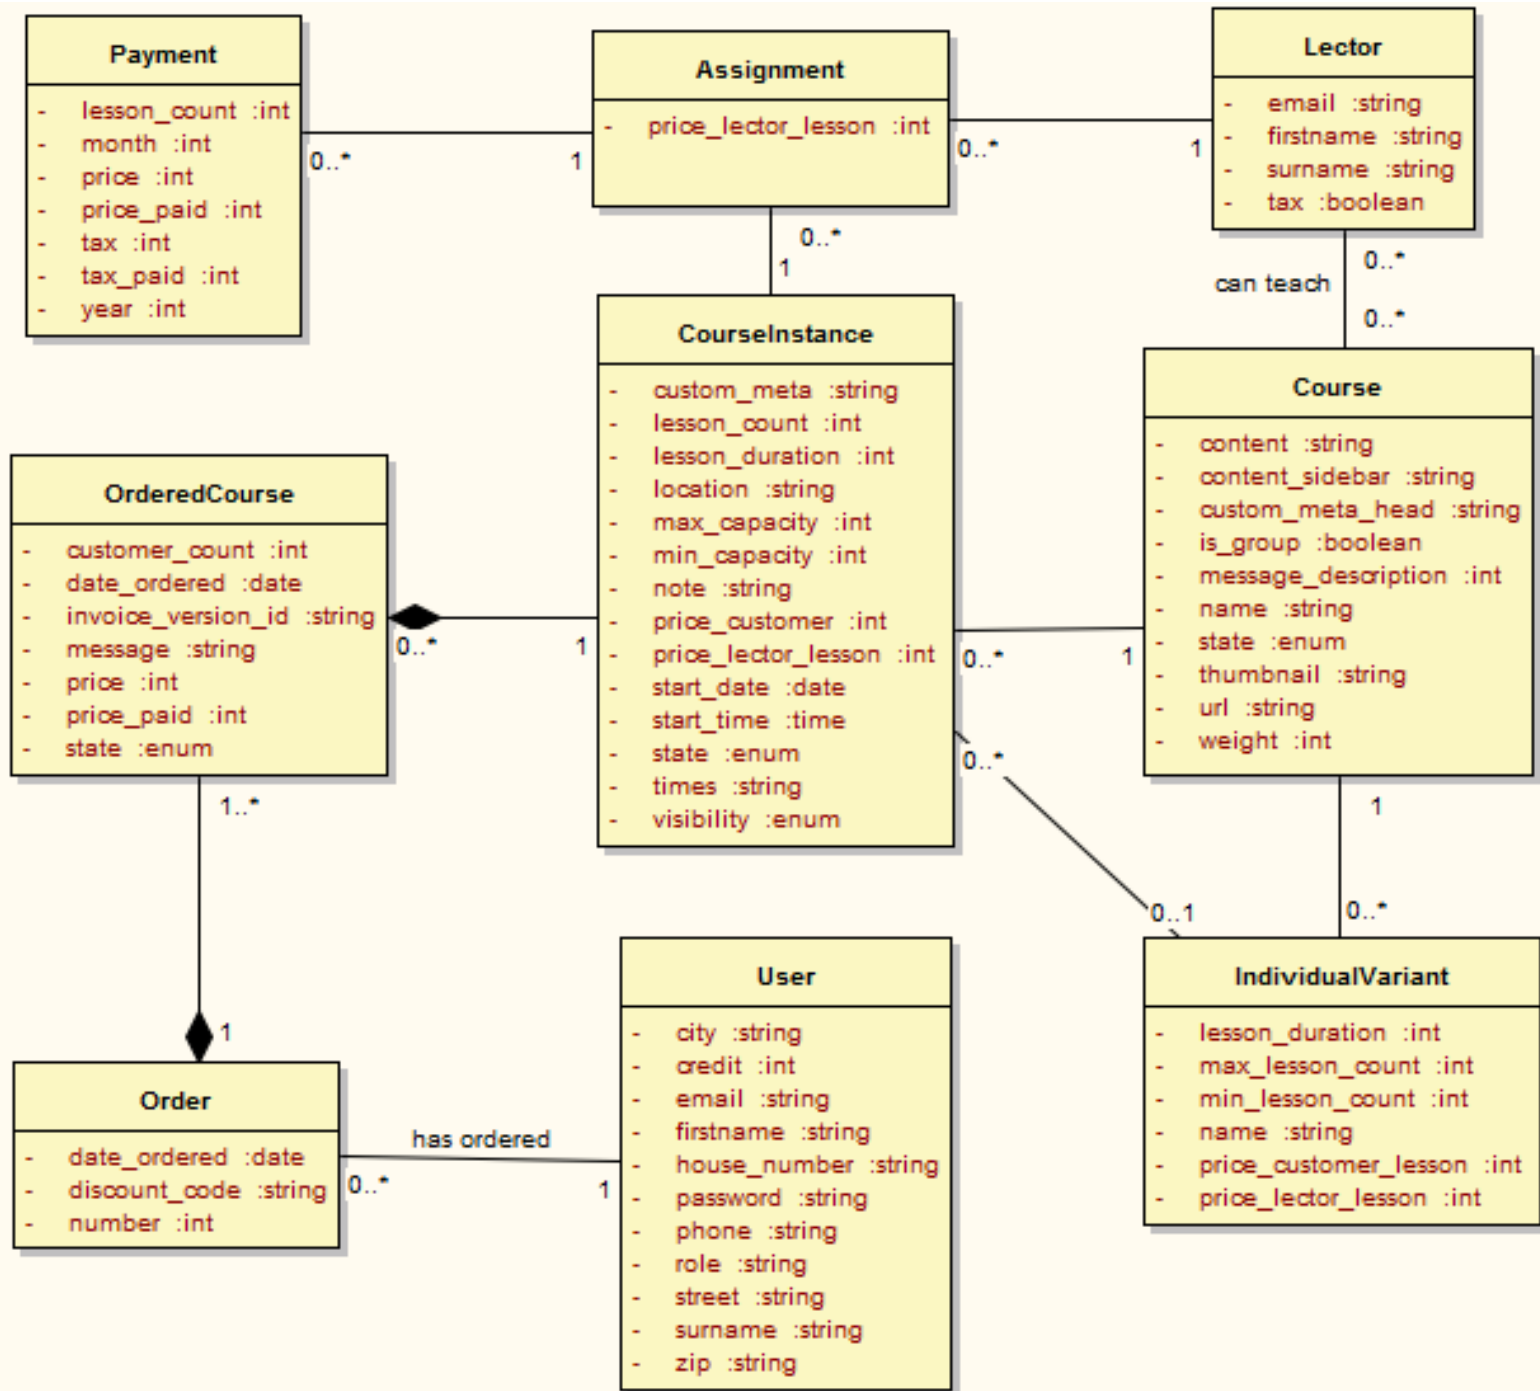 Payment
- lesson_count :int
- month :int
- price :int
- price_paid :int
- tax :int
- tax_paid :int
- year :int
0..*
1
Assignment
- price_lector_lesson :int
0..*
1
Lector
- email :string
- firstname :string
- surname :string
- tax :boolean
0..*
1
0..*
can teach
0..*
CourseInstance
- custom_meta :string
- lesson_count :int
- lesson_duration :int
- location :string
- max_capacity :int
- min_capacity :int
- note :string
- price_customer :int
- price_lector_lesson :int
- start_date :date
- start_time :time
- state :enum
- times :string
- visibility :enum
Course
- content :string
- content_sidebar :string
- custom_meta_head :string
- is_group :boolean
- message_description :int
- name :string
- state :enum
- thumbnail :string
- url :string
- weight :int
OrderedCourse
- customer_count :int
- date_ordered :date
- invoice_version_id :string
- message :string
- price :int
- price_paid :int
- state :enum
0..*
1
0..*
1
0..*
0..1
1
0..*
1..*
1
Order
- date_ordered :date
- discount_code :string
- number :int
has ordered
0..*
1
User
- city :string
- credit :int
- email :string
- firstname :string
- house_number :string
- password :string
- phone :string
- role :string
- street :string
- surname :string
- zip :string
IndividualVariant
- lesson_duration :int
- max_lesson_count :int
- min_lesson_count :int
- name :string
- price_customer_lesson :int
- price_lector_lesson :int